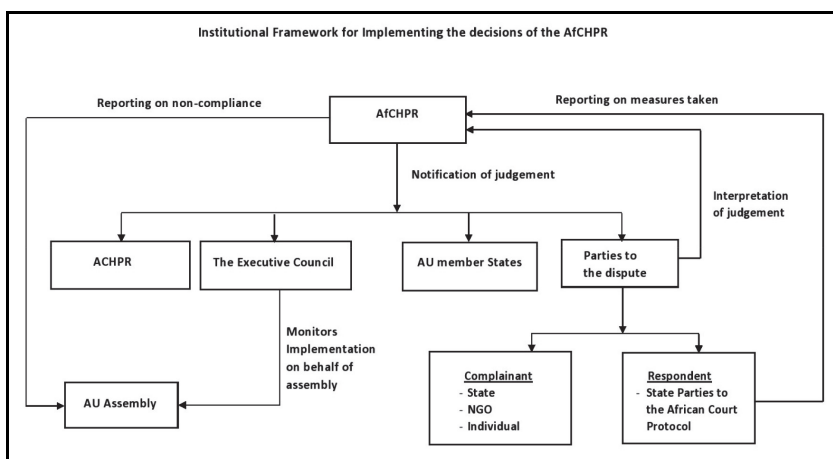 Institutional Framework for Implementing the decisions of the AfCHPR
Reporting on non-compliance
Reporting on measures taken
AfCHPR
Notification of judgement
Interpretation
of judgement
ACHPR
The Executive Council
AU member States
Parties to
the dispute
Monitors
Implementation
on behalf of
assembly
AU Assembly
Complainant
- State
- NGO
- Individual
Respondent
- State Parties to
the African Court
Protocol